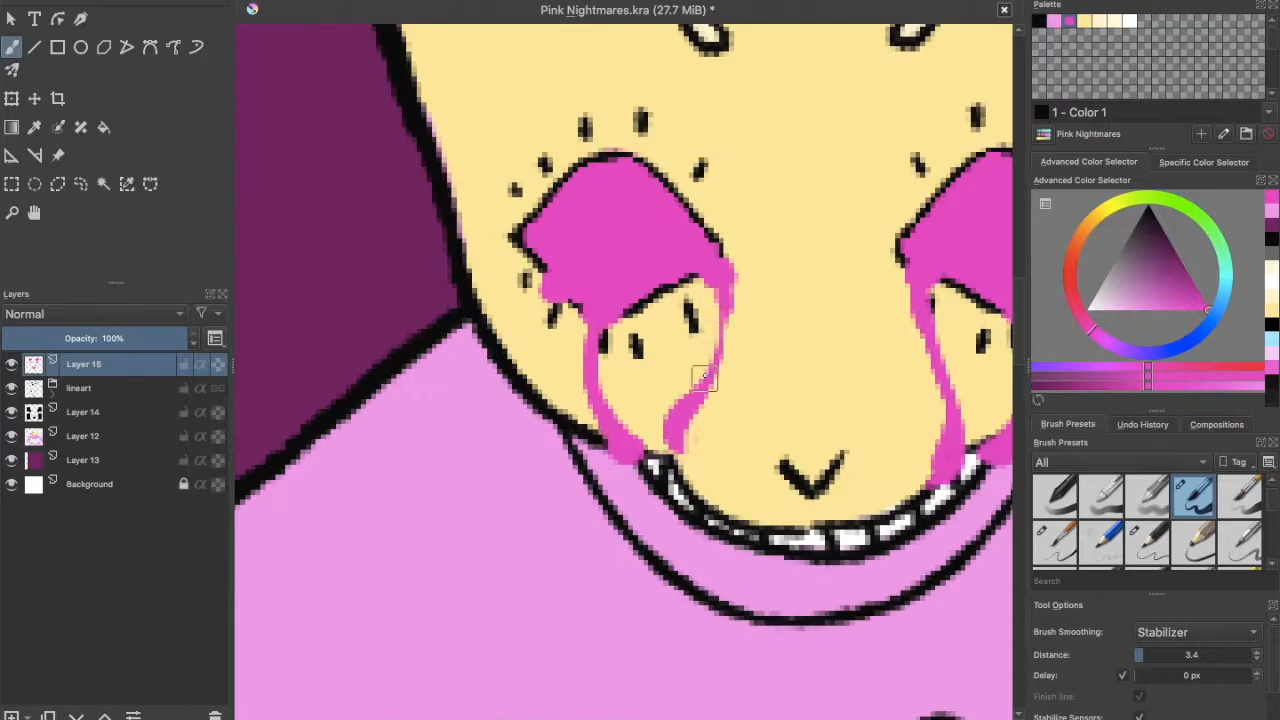 Pink Nightmares.kra (27.7 MiB) *
Palette
1 - Color 1
Pink Nightmares
Advanced Color Selector
Specific Color Selector
Advanced Color Selector
Layers
Normal
Opacity: 100%
Layer 15
lineart
Layer 14
Layer 12
Layer 13
Background
Brush Presets
Undo History
Compositions
Brush Presets
All
Tag
Search
Tool Options
Brush Smoothing:
Stabilizer
Distance:
3.4
Delay:
0 px
Finish line:
Stabilize Sensors: